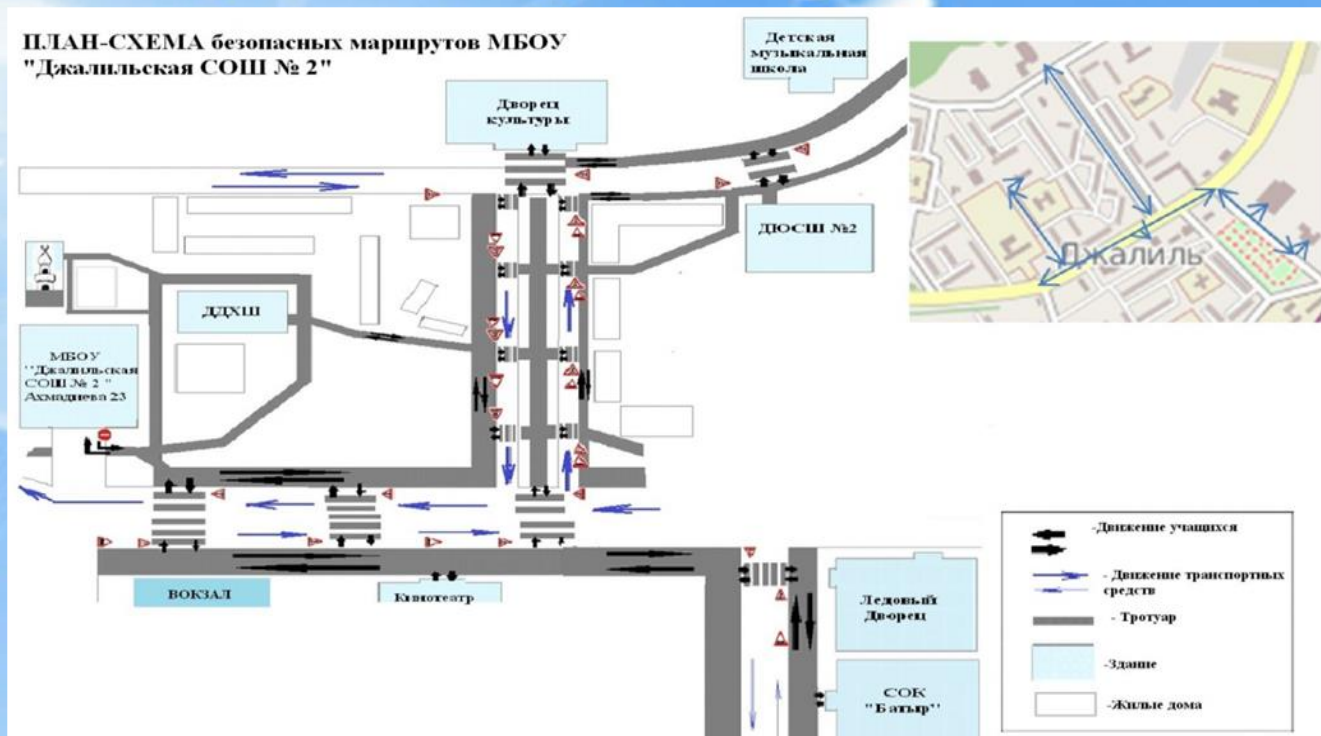 ПЛАН-СХЕМА безопасных маршрутов МБОУ
"Джалильская СОШ № 2"
Детская
музыкальная
школа
Дворец
культуры
ДЮСШ №2
Джалиль
ДДХШ
МБОУ
"Джалильская
СОШ № 2 "
Ахмадиева 23
ВОКЗАЛ
Кинотеатр
Ледовый
Дворец
СОК
"Батыр"
-Движение учащихся
- Движение транспортных
средств
- Тротуар
-Здание
-Жилые дома